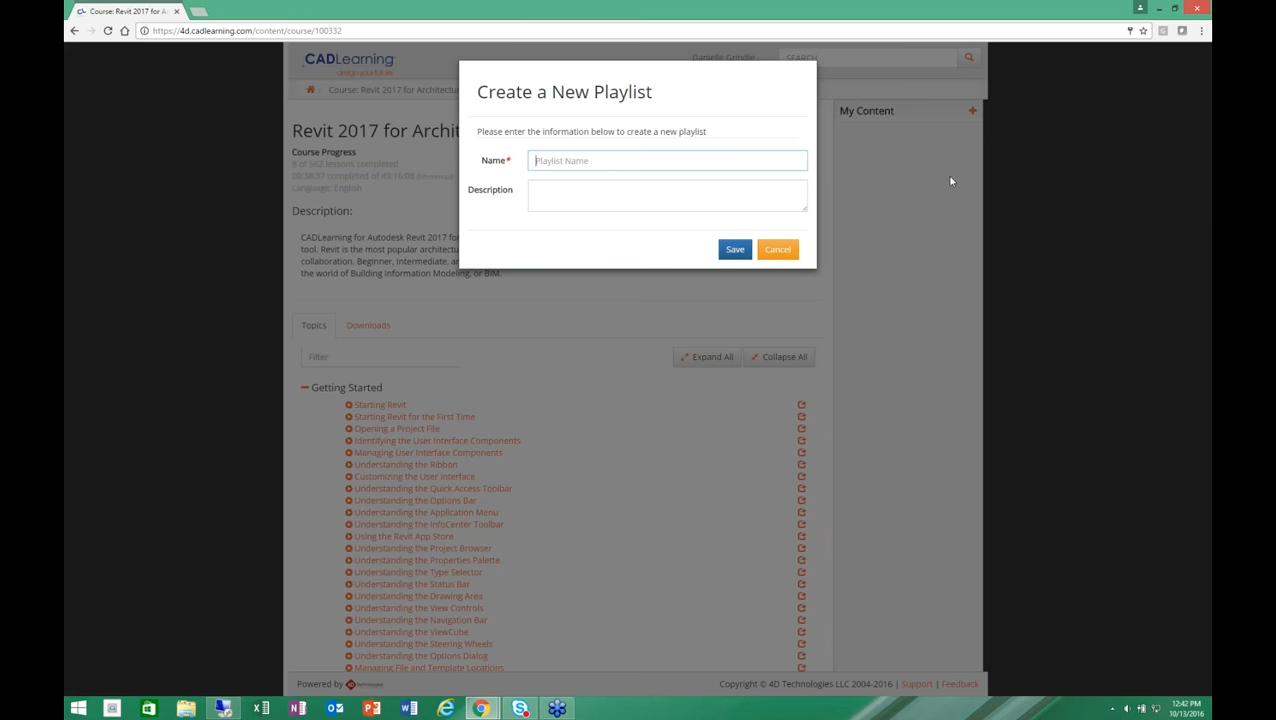 Course: Revit 2017 for A
https://4d.cadlearning.com/content/course/100332
CADLearning
design your future
Danielle Grindle
SEARCH
Course: Revit 2017 for Architectu
My Content
Create a New Playlist
Please enter the information below to create a new playlist
Name*
Playlist Name
Description
Save
Cancel
Revit 2017 for Archit
Course Progress
8 of 562 lessons completed
00:38:37 completed of 49:16:08
Language: English
Description:
CADLearning for Autodesk Revit 2017 fo
tool. Revit is the most popular architectu
collaboration. Beginner, intermediate, a
the world of Building Information Modeling, or BIM.
Topics
Downloads
Filter
Expand All
Collapse All
Getting Started
Starting Revit
Starting Revit for the First Time
Opening a Project File
Identifying the User Interface Components
Managing User Interface Components
Understanding the Ribbon
Customizing the User Interface
Understanding the Quick Access Toolbar
Understanding the Options Bar
Understanding the Application Menu
Understanding the InfoCenter Toolbar
Using the Revit App Store
Understanding the Project Browser
Understanding the Properties Palette
Understanding the Type Selector
Understanding the Status Bar
Understanding the Drawing Area
Understanding the View Controls
Understanding the Navigation Bar
Understanding the ViewCube
Understanding the Steering Wheels
Understanding the Options Dialog
Managing File and Template Locations
Powered by
Copyright © 4D Technologies LLC 2004-2016 | Support | Feedback
12:42 PM
10/13/2016